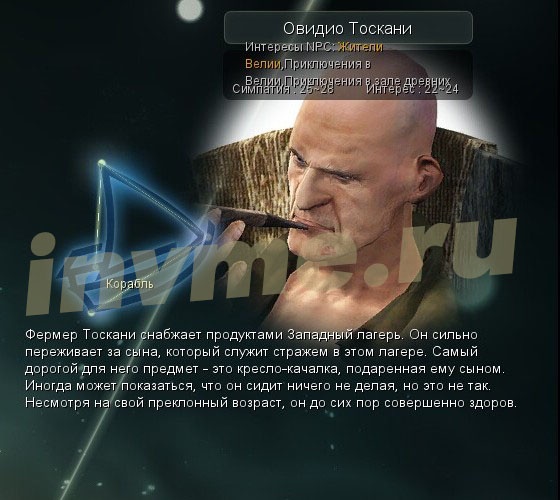 Овидио Тоскани
Интересы NPC: Жители
Велии,Приключения в
Велии,Приключения в зале древних
Симпатия : 25~28 Интерес : 22~24
invme.ru
Корабль
Фермер Тоскани снабжает продуктами Западный лагерь. Он сильно
переживает за сына, который служит стражем в этом лагере. Самый
дорогой для него предмет - это кресло-качалка, подаренная ему сыном.
Иногда может показаться, что он сидит ничего не делая, но это не так.
Несмотря на свой преклонный возраст, он до сих пор совершенно здоров.